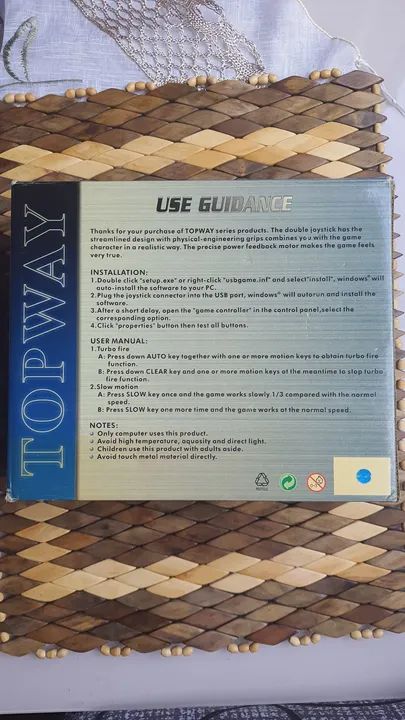 TOPWAY
USE GUIDANCE
Thanks for your purchase of TOPWAY series products. The double joystick has the
streamlined design with physical-engineering grips combines you with the game
character in a realistic way. The precise power feedback motor makes the game feels
very true.
INSTALLATION:
1.Double click "setup.exe" or right-click "usbgame.inf" and select"install", windows® will
auto-install the software to your PC.
2.Plug the joystick connector into the USB port, windows® will autorun and install the
software.
3.After a short delay, open the "game controller" in the control panel,select the
corresponding option.
4.Click "properties" button then test all buttons.
USER MANUAL:
1.Turbo fire
A: Press down AUTO key together with one or more motion keys to obtain turbo fire
function.
B: Press down CLEAR key and one or more motion keys at the meantime to stop turbo
fire function.
2.Slow motion
A: Press SLOW key once and the game works slowly 1/3 compared with the normal
speed.
B: Press SLOW key one more time and the game works at the normal speed.
NOTES:
Only computer uses this product.
Avoid high temperature, aquosity and direct light.
Children use this product with adults aside.
Avoid touch metal material directly.
0-3